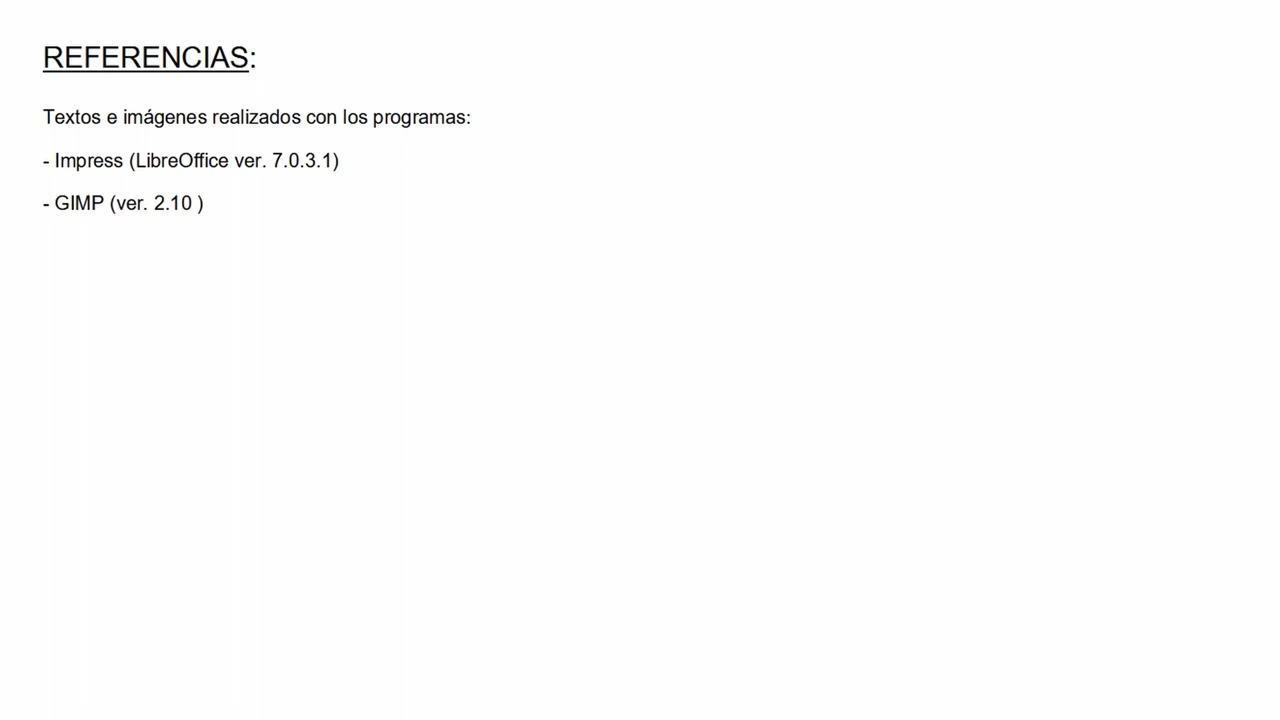 REFERENCIAS:
Textos e imágenes realizados con los programas:
- Impress (LibreOffice ver. 7.0.3.1)
- GIMP (ver. 2.10 )